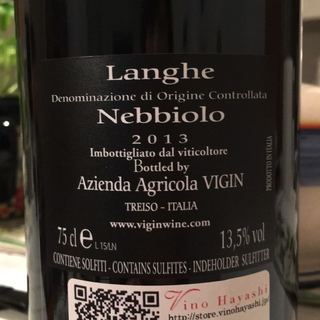 Langhe
Denominazione di Origine Controllata
Nebbiolo
2013
Imbottigliato dal viticoltore
Bottled by
Azienda Agricola VIGIN
TREISO - ITALIA
www.viginwine.com
75 cl e L 15LN 13,5% vol
CONTIENE SOLFITI - CONTAINS SULFITES - INDEHOLDER SULFITTER
PRODOTTO IN ITALIA
Vino Hayashi
http://store.vinohayashi.jp/